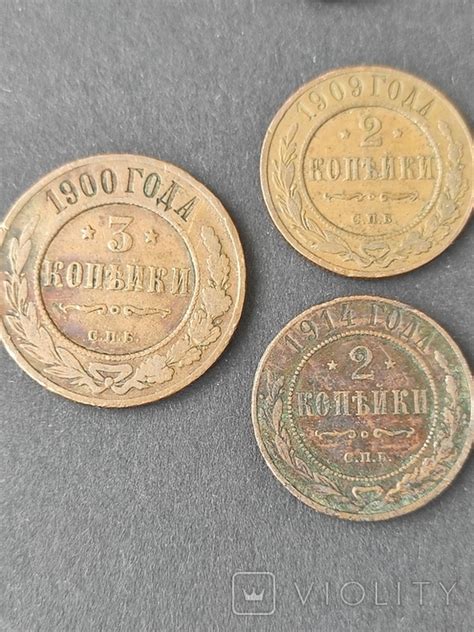 1900 ГОДА
* 3 *
КОПѢЙКИ
С.П.Б.
1909 ГОДА
* 2 *
КОПѢЙКИ
С.П.Б.
1914 ГОДА
* 2 *
КОПѢЙКИ
С.П.Б.
VIOLITY